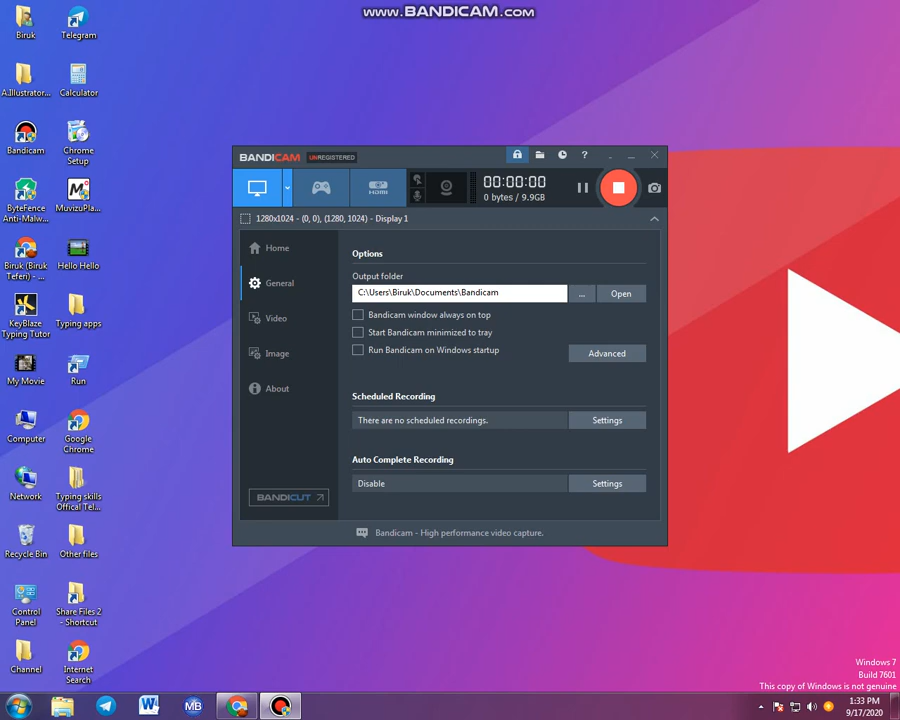 www.BANDICAM.com
Biruk
Telegram
A.Illustrator...
Calculator
Bandicam
Chrome
Setup
ByteFence
Anti-Malw...
MuvizuPla...
Biruk (Biruk
Teferi) - ...
Hello Hello
KeyBlaze
Typing Tutor
Typing apps
My Movie
Run
Computer
Google
Chrome
Network
Typing skills
Offical Tel...
Recycle Bin
Other files
Control
Panel
Share Files 2
- Shortcut
Channel
Internet
Search
BANDICAM UNREGISTERED
?
HDMI
00:00:00
0 bytes / 9.9GB
1280x1024 - (0, 0), (1280, 1024) - Display 1
Home
General
Video
Image
About
BANDICUT
Options
Output folder
C:\Users\Biruk\Documents\Bandicam
...
Open
Bandicam window always on top
Start Bandicam minimized to tray
Run Bandicam on Windows startup
Advanced
Scheduled Recording
There are no scheduled recordings.
Settings
Auto Complete Recording
Disable
Settings
Bandicam - High performance video capture.
Windows 7
Build 7601
This copy of Windows is not genuine
W
MB
1:33 PM
9/17/2020